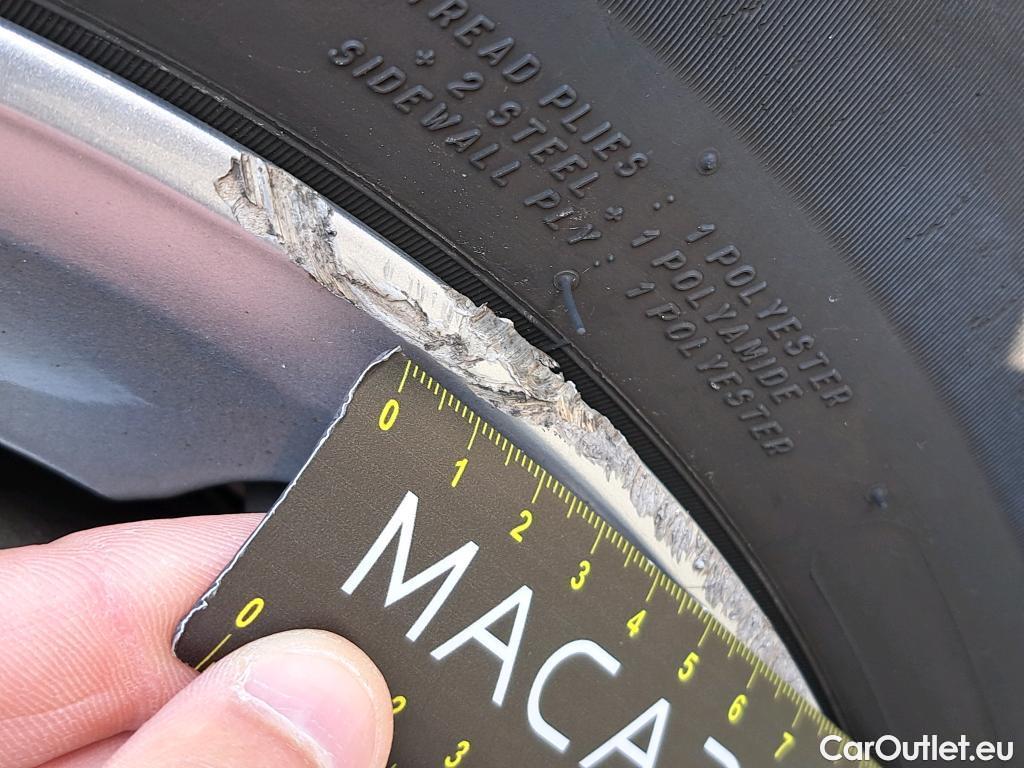 TREAD PLIES : 1 POLYESTER
+ 2 STEEL + 1 POLYAMIDE
SIDEWALL PLY : 1 POLYESTER
0 1 2 3 4 5 6 7
MACA
0
3
CarOutlet.eu